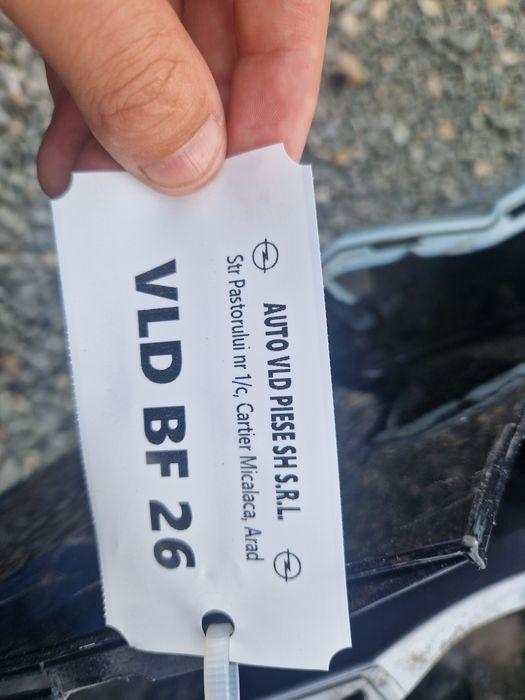 AUTO VLD PIESE SH S.R.L.
Str Pastorului nr 1/c, Cartier Micalaca, Arad
VLD BF 26